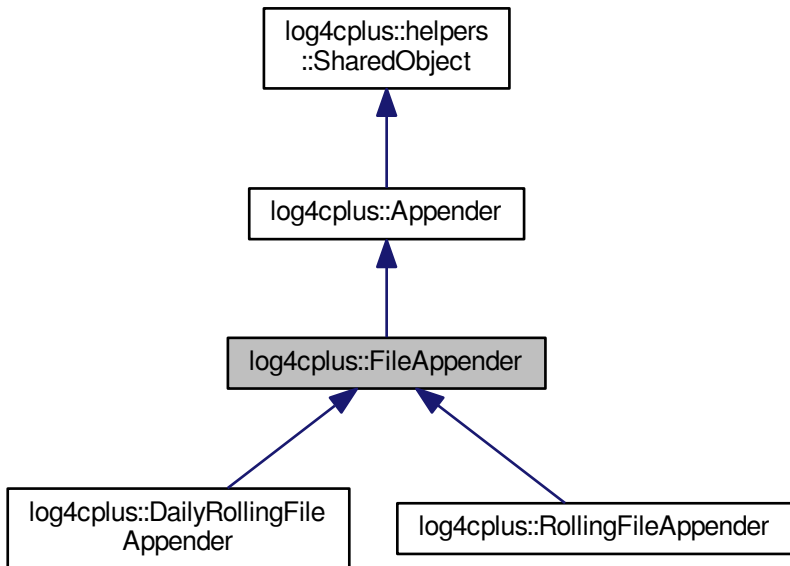 log4cplus::helpers
::SharedObject
log4cplus::Appender
log4cplus::FileAppender
log4cplus::DailyRollingFile
Appender
log4cplus::RollingFileAppender